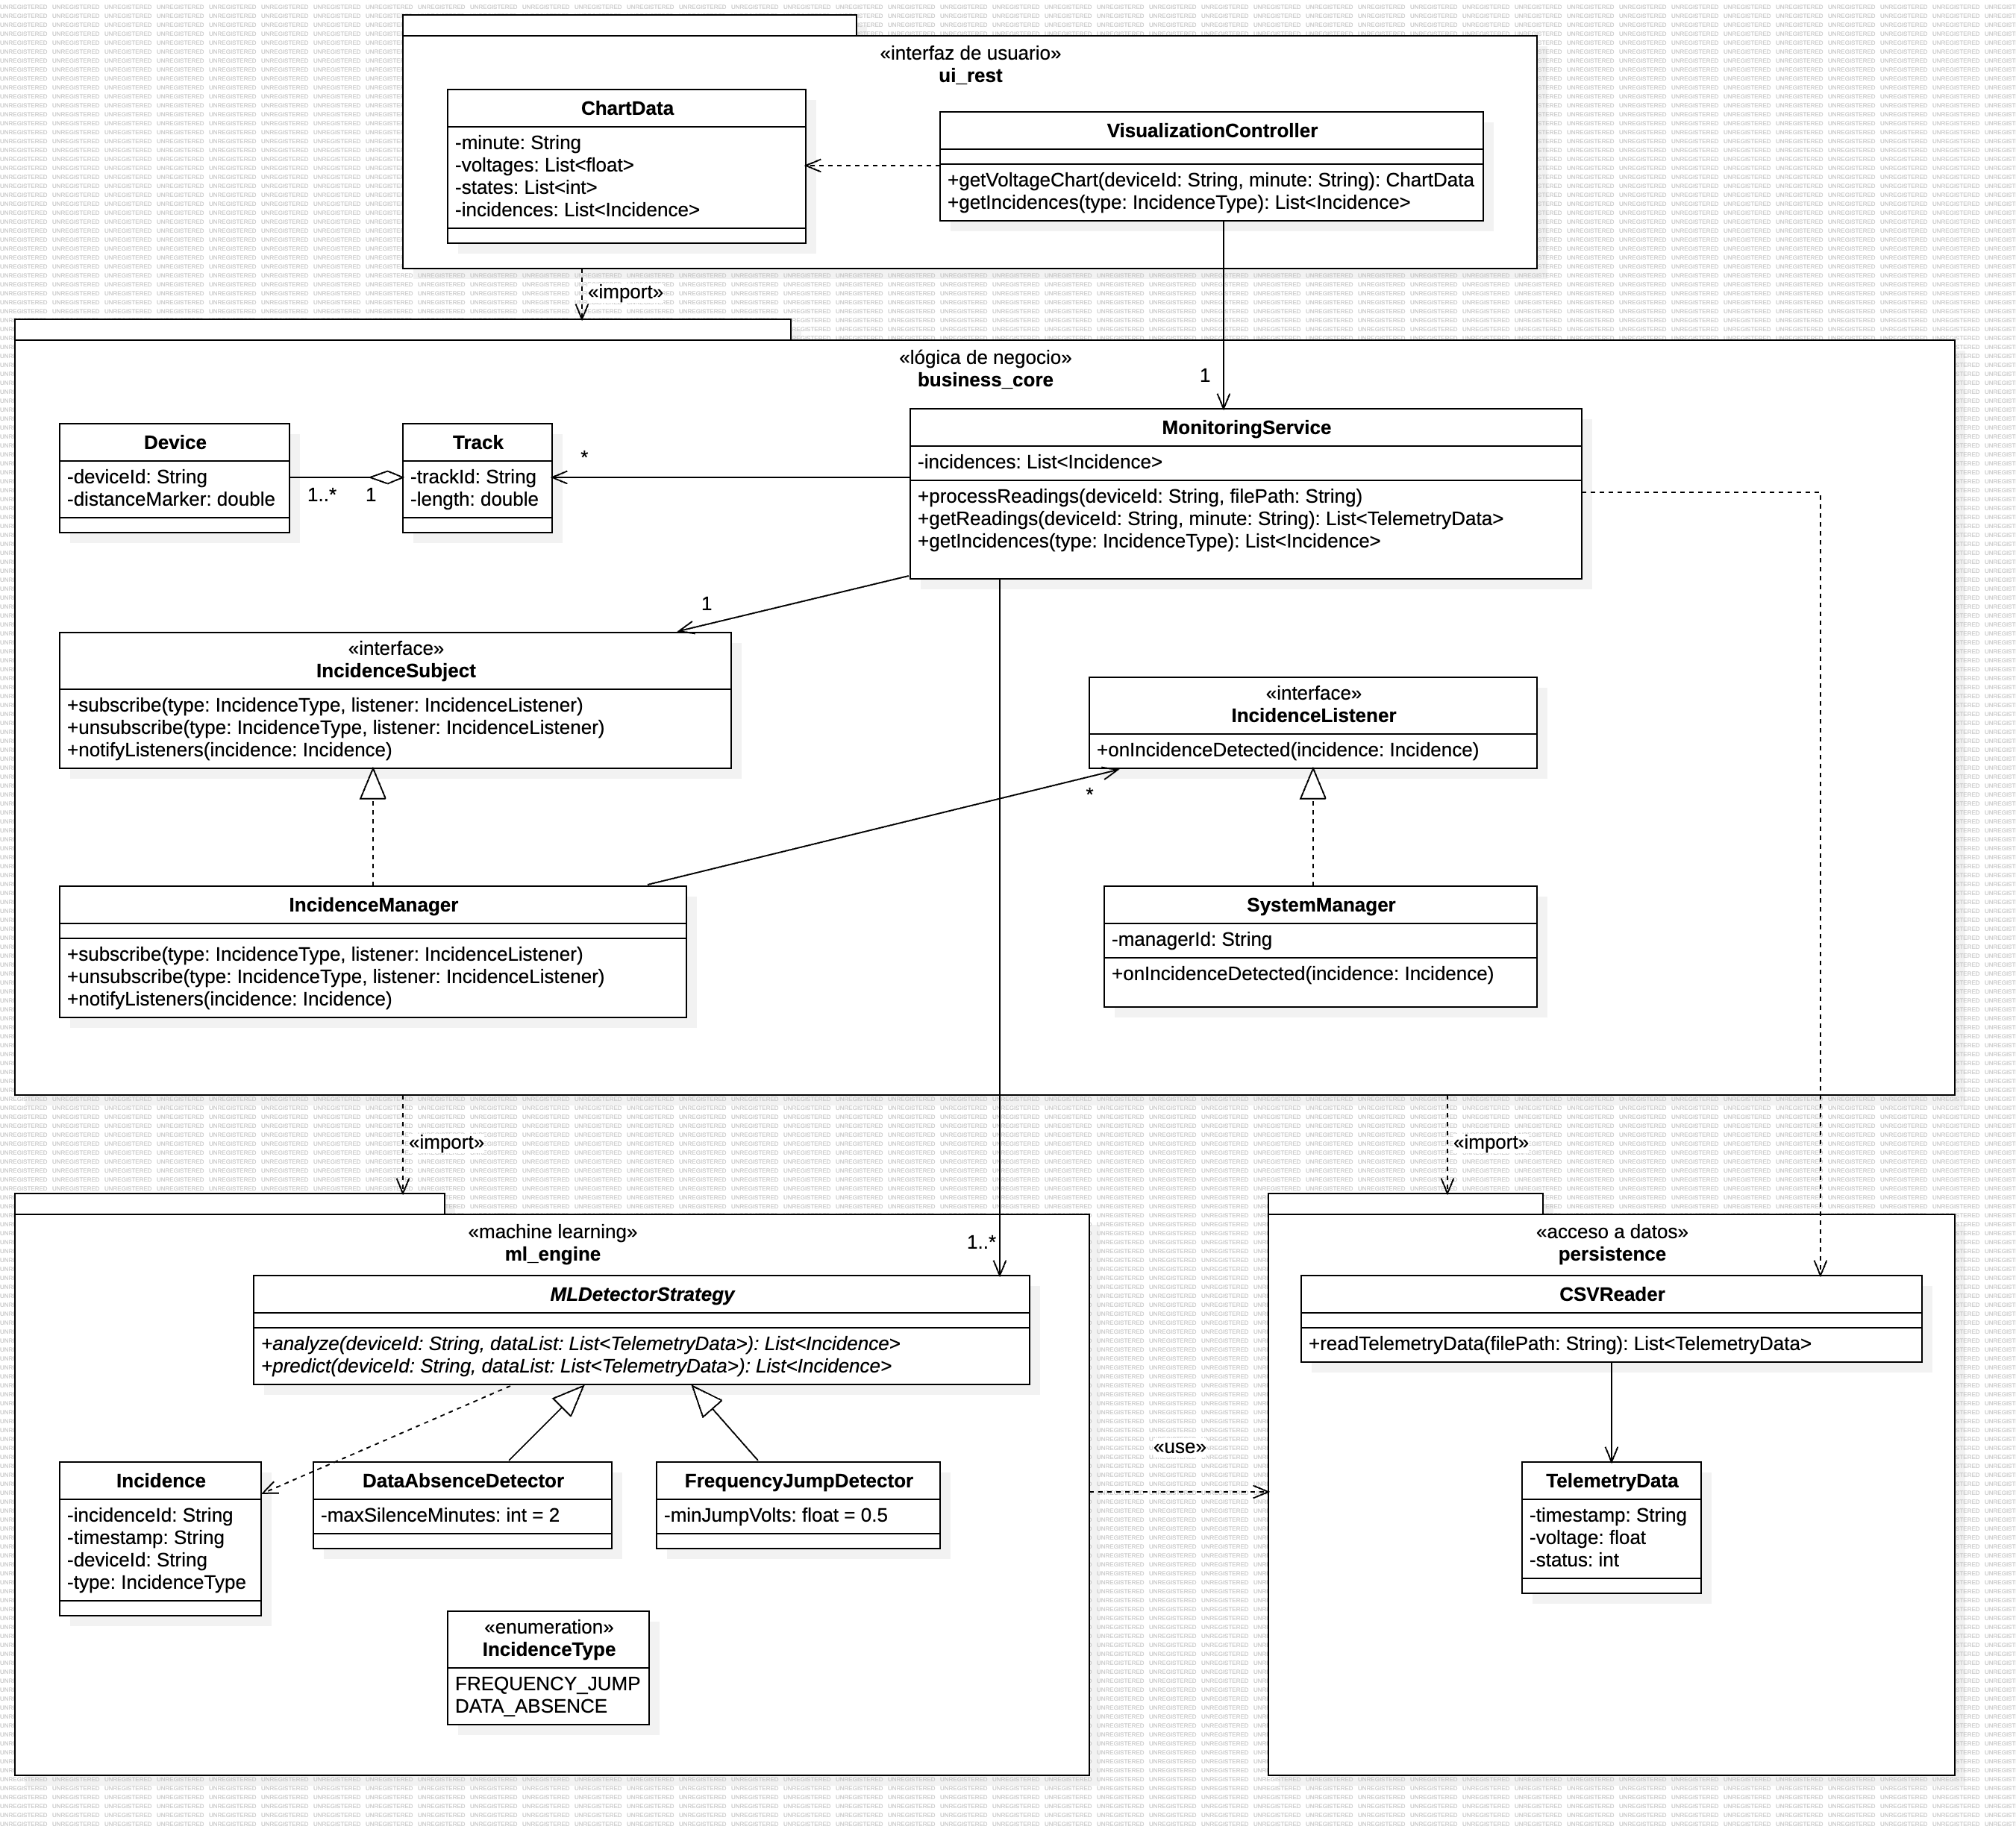 «interfaz de usuario»
ui_rest
ChartData
-minute: String
-voltages: List<float>
-states: List<int>
-incidences: List<Incidence>
VisualizationController
+getVoltageChart(deviceId: String, minute: String): ChartData
+getIncidences(type: IncidenceType): List<Incidence>
«import»
«lógica de negocio»
business_core
1
Device
-deviceId: String
-distanceMarker: double
1..*
1
Track
-trackId: String
-length: double
*
MonitoringService
-incidences: List<Incidence>
+processReadings(deviceId: String, filePath: String)
+getReadings(deviceId: String, minute: String): List<TelemetryData>
+getIncidences(type: IncidenceType): List<Incidence>
1
«interface»
IncidenceSubject
+subscribe(type: IncidenceType, listener: IncidenceListener)
+unsubscribe(type: IncidenceType, listener: IncidenceListener)
+notifyListeners(incidence: Incidence)
«interface»
IncidenceListener
+onIncidenceDetected(incidence: Incidence)
*
IncidenceManager
+subscribe(type: IncidenceType, listener: IncidenceListener)
+unsubscribe(type: IncidenceType, listener: IncidenceListener)
+notifyListeners(incidence: Incidence)
SystemManager
-managerId: String
+onIncidenceDetected(incidence: Incidence)
«import»
«import»
«machine learning»
ml_engine
1..*
MLDetectorStrategy
+analyze(deviceId: String, dataList: List<TelemetryData>): List<Incidence>
+predict(deviceId: String, dataList: List<TelemetryData>): List<Incidence>
Incidence
-incidenceId: String
-timestamp: String
-deviceId: String
-type: IncidenceType
DataAbsenceDetector
-maxSilenceMinutes: int = 2
FrequencyJumpDetector
-minJumpVolts: float = 0.5
«enumeration»
IncidenceType
FREQUENCY_JUMP
DATA_ABSENCE
«use»
«acceso a datos»
persistence
CSVReader
+readTelemetryData(filePath: String): List<TelemetryData>
TelemetryData
-timestamp: String
-voltage: float
-status: int